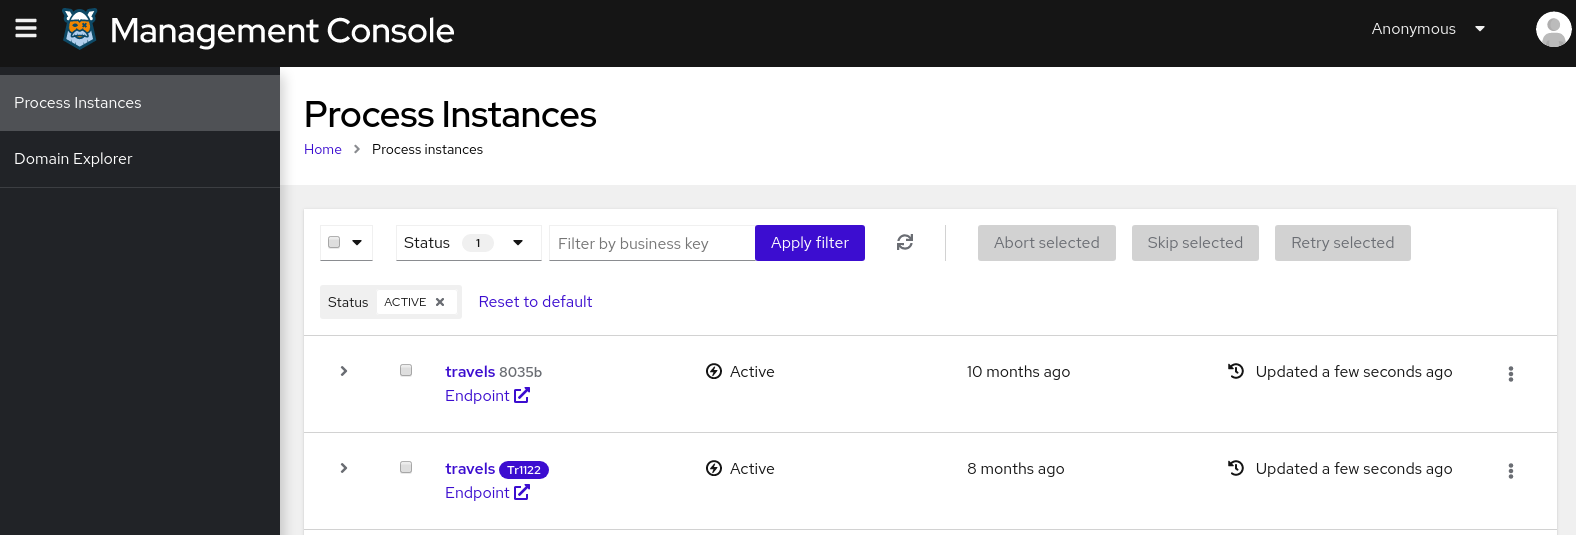 Management Console
Anonymous
Process Instances
Domain Explorer
Process Instances
Home > Process instances
Status 1 Filter by business key Apply filter Abort selected Skip selected Retry selected
Status ACTIVE × Reset to default
travels 8035b Active 10 months ago Updated a few seconds ago
Endpoint
travels Tr1122 Active 8 months ago Updated a few seconds ago
Endpoint